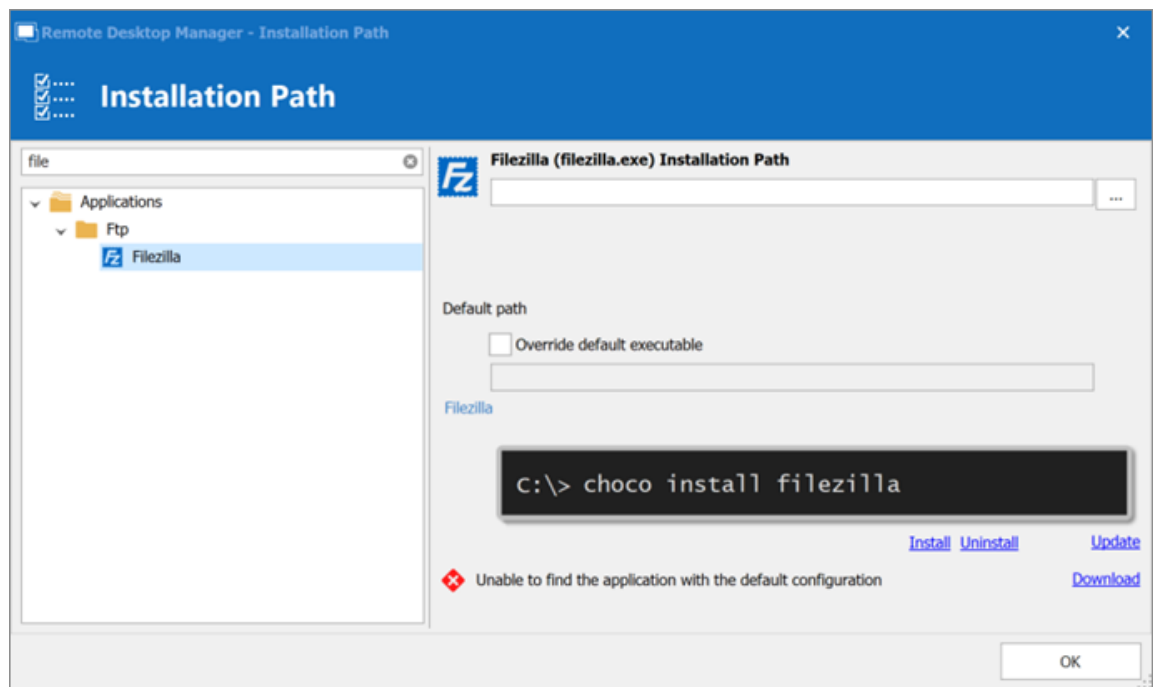 Remote Desktop Manager - Installation Path
Installation Path
file
Applications
Ftp
Fz Filezilla
Fz
Filezilla (filezilla.exe) Installation Path
...
Default path
Override default executable
Filezilla
C:\> choco install filezilla
Install Uninstall Update
Unable to find the application with the default configuration Download
OK